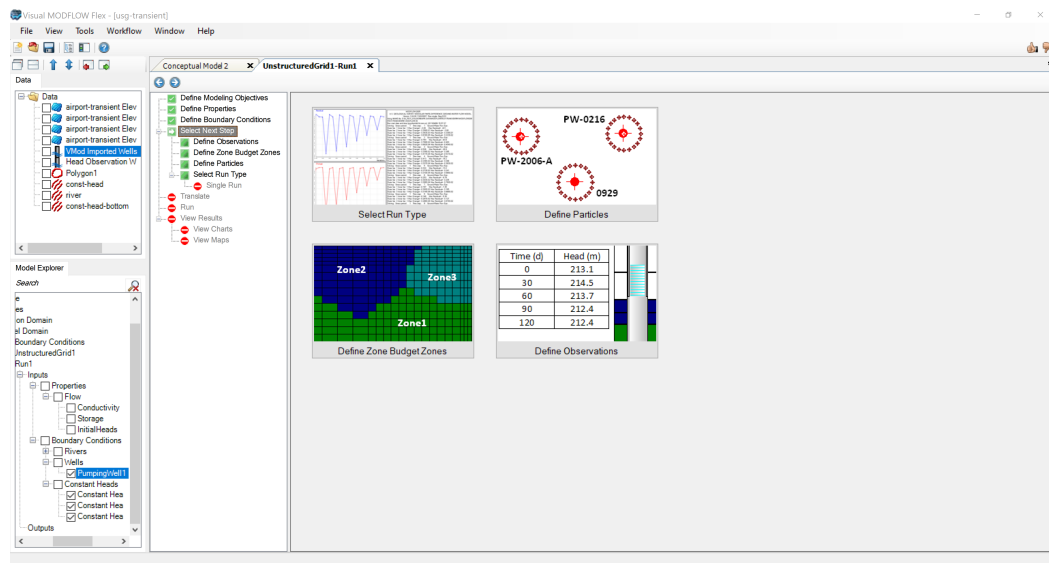 Visual MODFLOW Flex - [usg-transient]
File View Tools Workflow Window Help
Data
Data
airport-transient Elev
airport-transient Elev
airport-transient Elev
airport-transient Elev
VMod Imported Wells
Head Observation W
Polygon1
const-head
river
const-head-bottom
Model Explorer
Search
e
es
on Domain
el Domain
Boundary Conditions
UnstructuredGrid1
Run1
Inputs
Properties
Flow
Conductivity
Storage
InitialHeads
Boundary Conditions
Rivers
Wells
PumpingWell1
Constant Heads
Constant Hea
Constant Hea
Constant Hea
Outputs
Conceptual Model 2 X UnstructuredGrid1-Run1 X
Define Modeling Objectives
Define Properties
Define Boundary Conditions
Select Next Step
Define Observations
Define Zone Budget Zones
Define Particles
Select Run Type
Single Run
Translate
Run
View Results
View Charts
View Maps
Select Run Type
PW-0216
PW-2006-A
0929
Define Particles
Zone2
Zone3
Zone1
Define Zone Budget Zones
Time (d) Head (m)
0 213.1
30 214.5
60 213.7
90 212.4
120 212.4
Define Observations